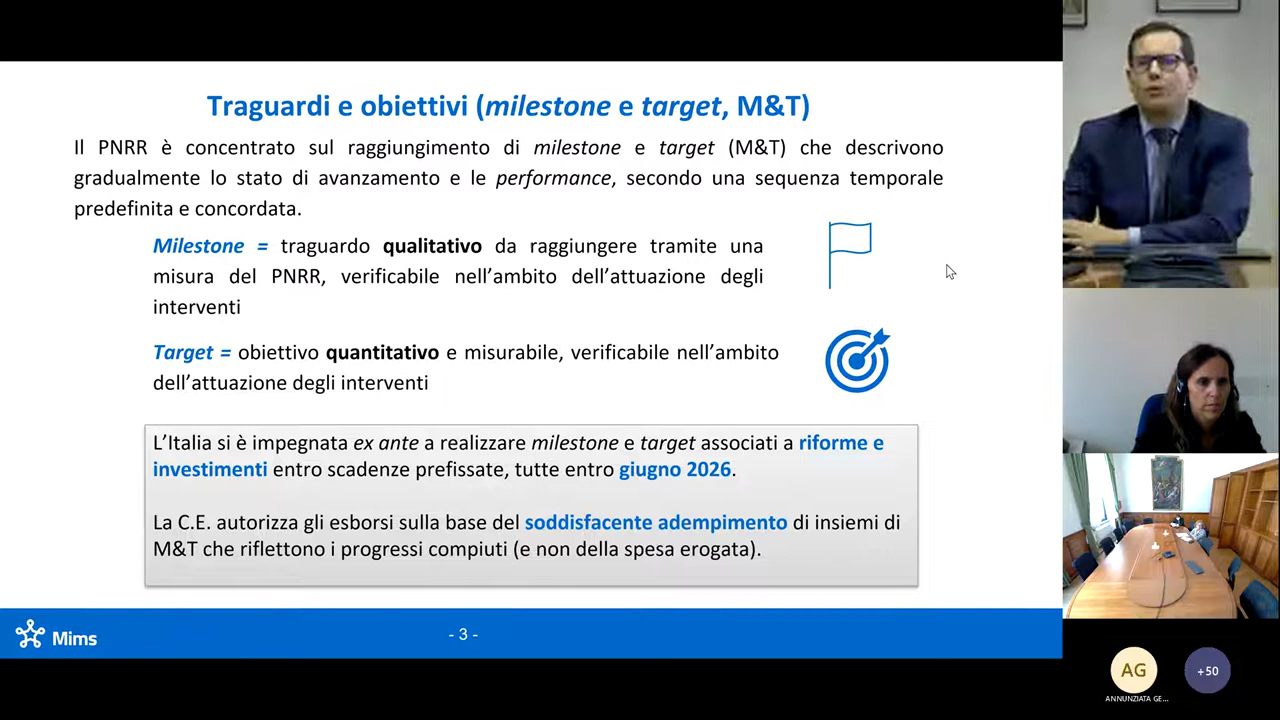 Traguardi e obiettivi (milestone e target, M&T)
Il PNRR è concentrato sul raggiungimento di milestone e target (M&T) che descrivono
gradualmente lo stato di avanzamento e le performance, secondo una sequenza temporale
predefinita e concordata.
Milestone = traguardo qualitativo da raggiungere tramite una
misura del PNRR, verificabile nell’ambito dell’attuazione degli
interventi
Target = obiettivo quantitativo e misurabile, verificabile nell’ambito
dell’attuazione degli interventi
L’Italia si è impegnata ex ante a realizzare milestone e target associati a riforme e
investimenti entro scadenze prefissate, tutte entro giugno 2026.
La C.E. autorizza gli esborsi sulla base del soddisfacente adempimento di insiemi di
M&T che riflettono i progressi compiuti (e non della spesa erogata).
Mims
- 3 -
AG
+50
ANNUNZIATA GE...